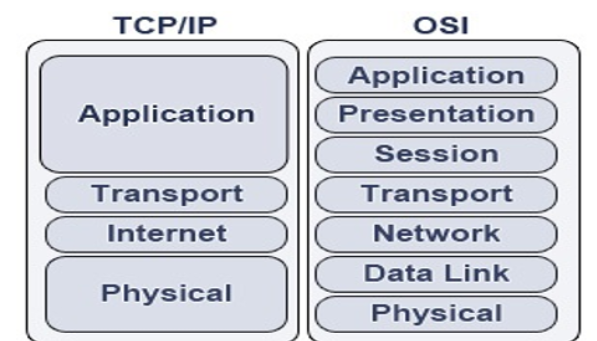 TCP/IP
Application
Transport
Internet
Physical
OSI
Application
Presentation
Session
Transport
Network
Data Link
Physical